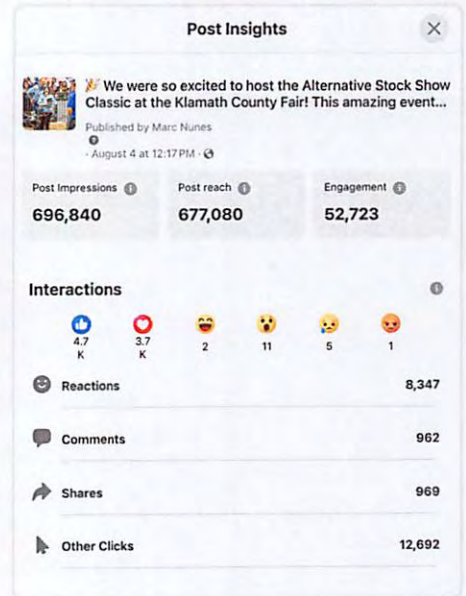 Post Insights
🎉 We were so excited to host the Alternative Stock Show
Classic at the Klamath County Fair! This amazing event...
Published by Marc Nunes
· August 4 at 12:17 PM ·
Post Impressions
Post reach
Engagement
696,840
677,080
52,723
Interactions
4.7
K
3.7
K
2
11
5
1
Reactions
8,347
Comments
962
Shares
969
Other Clicks
12,692